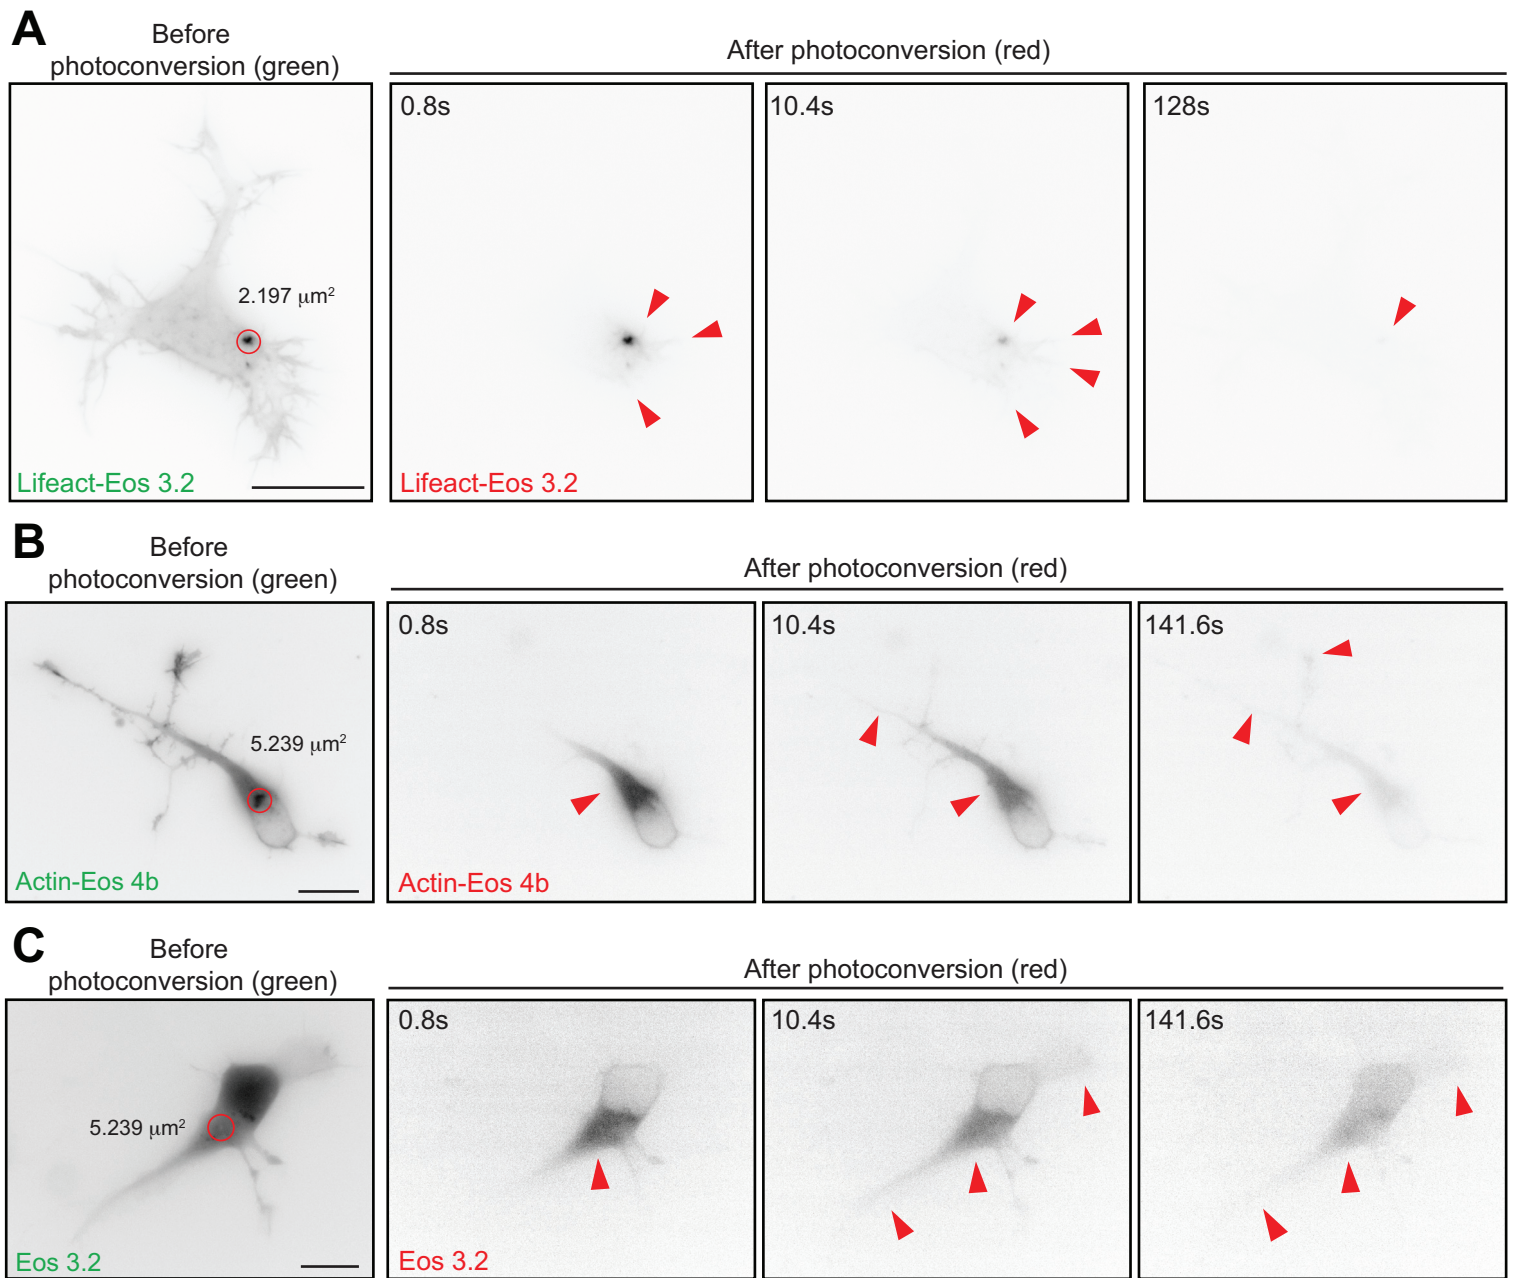 A
Before
photoconversion (green)
After photoconversion (red)
2.197 μm²
Lifeact-Eos 3.2
0.8s
Lifeact-Eos 3.2
10.4s
128s
B
Before
photoconversion (green)
After photoconversion (red)
5.239 μm²
Actin-Eos 4b
0.8s
Actin-Eos 4b
10.4s
141.6s
C
Before
photoconversion (green)
After photoconversion (red)
5.239 μm²
Eos 3.2
0.8s
Eos 3.2
10.4s
141.6s